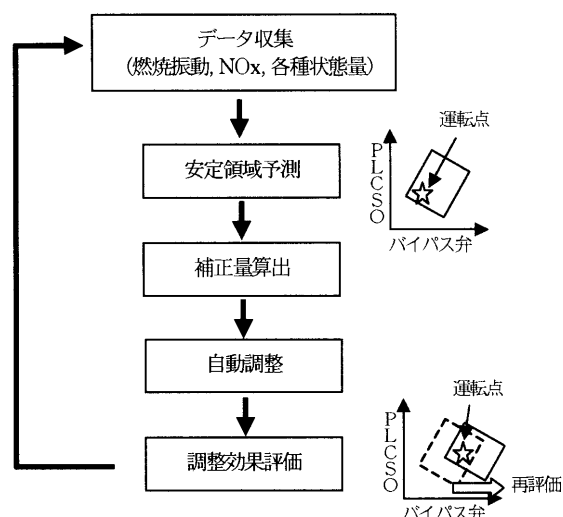 データ収集
(燃焼振動, NOx, 各種状態量)
安定領域予測
補正量算出
自動調整
調整効果評価
運転点
PLCSO
バイパス弁
運転点
PLCSO
再評価
バイパス弁